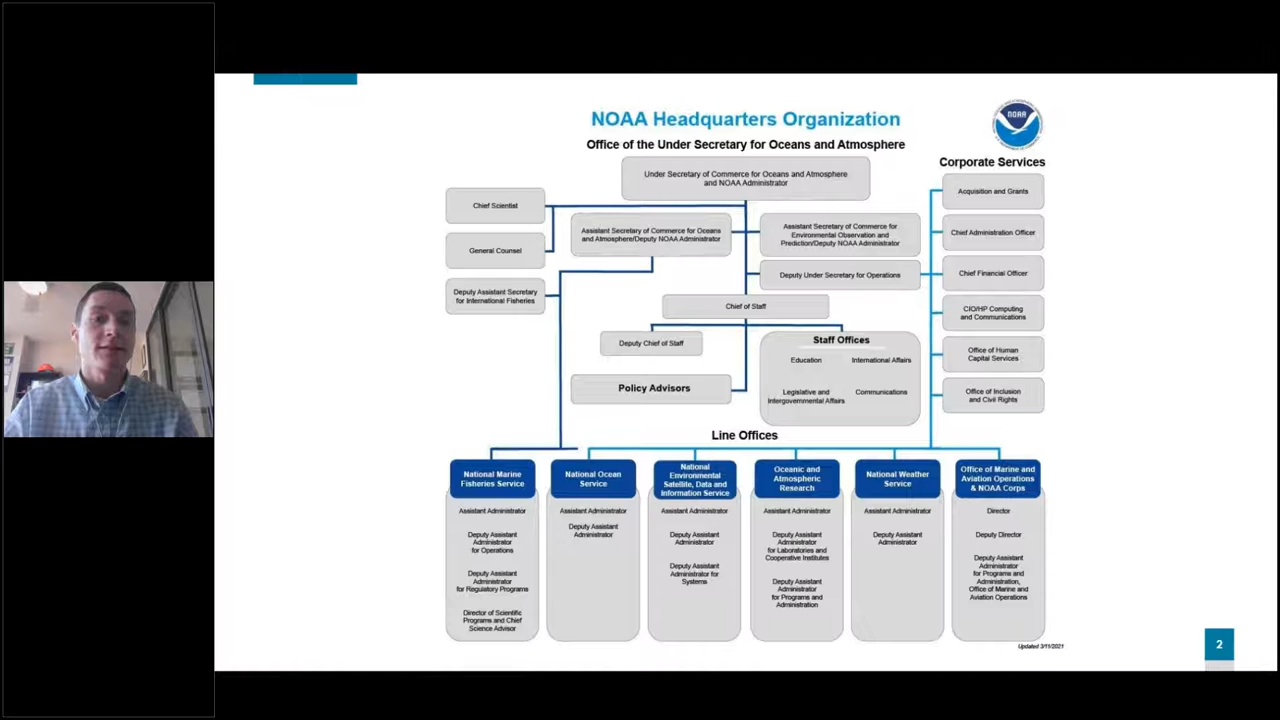 NOAA Headquarters Organization
NOAA
Office of the Under Secretary for Oceans and Atmosphere
Under Secretary of Commerce for Oceans and Atmosphere
and NOAA Administrator
Chief Scientist
General Counsel
Deputy Assistant Secretary
for International Fisheries
Assistant Secretary of Commerce for Oceans
and Atmosphere/Deputy NOAA Administrator
Assistant Secretary of Commerce for
Environmental Observation and
Prediction/Deputy NOAA Administrator
Deputy Under Secretary for Operations
Chief of Staff
Deputy Chief of Staff
Policy Advisors
Staff Offices
Education
International Affairs
Legislative and
Intergovernmental Affairs
Communications
Corporate Services
Acquisition and Grants
Chief Administration Officer
Chief Financial Officer
CIO/HP Computing
and Communications
Office of Human
Capital Services
Office of Inclusion
and Civil Rights
Line Offices
National Marine
Fisheries Service
Assistant Administrator
Deputy Assistant
Administrator
for Operations
Deputy Assistant
Administrator
for Regulatory Programs
Director of Scientific
Programs and Chief
Science Advisor
National Ocean
Service
Assistant Administrator
Deputy Assistant
Administrator
National
Environmental
Satellite, Data and
Information Service
Assistant Administrator
Deputy Assistant
Administrator
Deputy Assistant
Administrator for
Systems
Oceanic and
Atmospheric
Research
Assistant Administrator
Deputy Assistant
Administrator
for Laboratories and
Cooperative Institutes
Deputy Assistant
Administrator
for Programs and
Administration
National Weather
Service
Assistant Administrator
Deputy Assistant
Administrator
Office of Marine and
Aviation Operations
& NOAA Corps
Director
Deputy Director
Deputy Assistant
Administrator
for Programs and
Administration,
Office of Marine and
Aviation Operations
Updated 3/11/2021
2